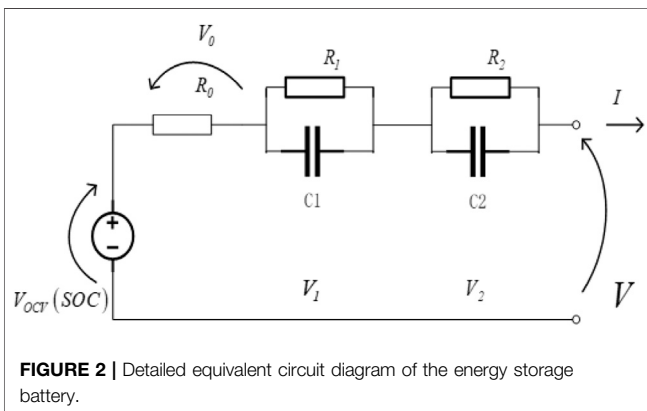 V₀
R₀
R₁
R₂
I
C1
C2
+
−
V_OCV (SOC)
V₁
V₂
V
FIGURE 2 | Detailed equivalent circuit diagram of the energy storage
battery.